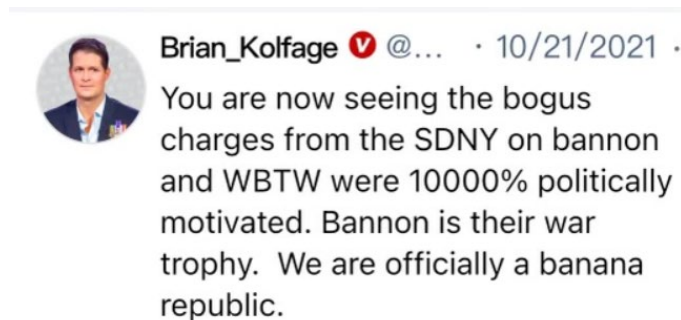 Brian_Kolfage V @... · 10/21/2021 ·
You are now seeing the bogus
charges from the SDNY on bannon
and WBTW were 10000% politically
motivated. Bannon is their war
trophy.  We are officially a banana
republic.